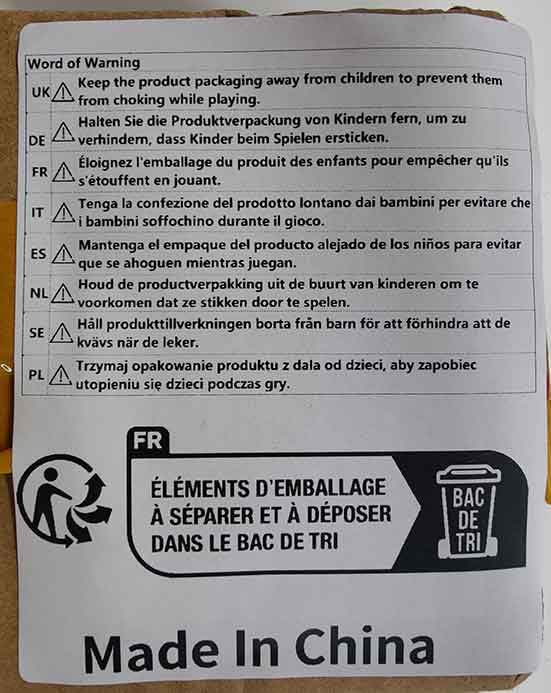 Word of Warning
UK Keep the product packaging away from children to prevent them
from choking while playing.
DE Halten Sie die Produktverpackung von Kindern fern, um zu
verhindern, dass Kinder beim Spielen ersticken.
FR Éloignez l'emballage du produit des enfants pour empêcher qu'ils
s'étouffent en jouant.
IT Tenga la confezione del prodotto lontano dai bambini per evitare che
i bambini soffochino durante il gioco.
ES Mantenga el empaque del producto alejado de los niños para evitar
que se ahoguen mientras juegan.
NL Houd de productverpakking uit de buurt van kinderen om te
voorkomen dat ze stikken door te spelen.
SE Håll produkttillverkningen borta från barn för att förhindra att de
kvävs när de leker.
PL Trzymaj opakowanie produktu z dala od dzieci, aby zapobiec
utopieniu się dzieci podczas gry.
FR
ÉLÉMENTS D'EMBALLAGE
À SÉPARER ET À DÉPOSER
DANS LE BAC DE TRI
BAC
DE
TRI
Made In China